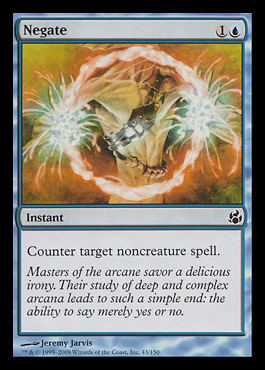 Negate 1
Instant
Counter target noncreature spell.
Masters of the arcane savor a delicious
irony. Their study of deep and complex
arcana leads to such a simple end: the
ability to say merely yes or no.
Jeremy Jarvis
™ & © 1993–2008 Wizards of the Coast, Inc. 43/150